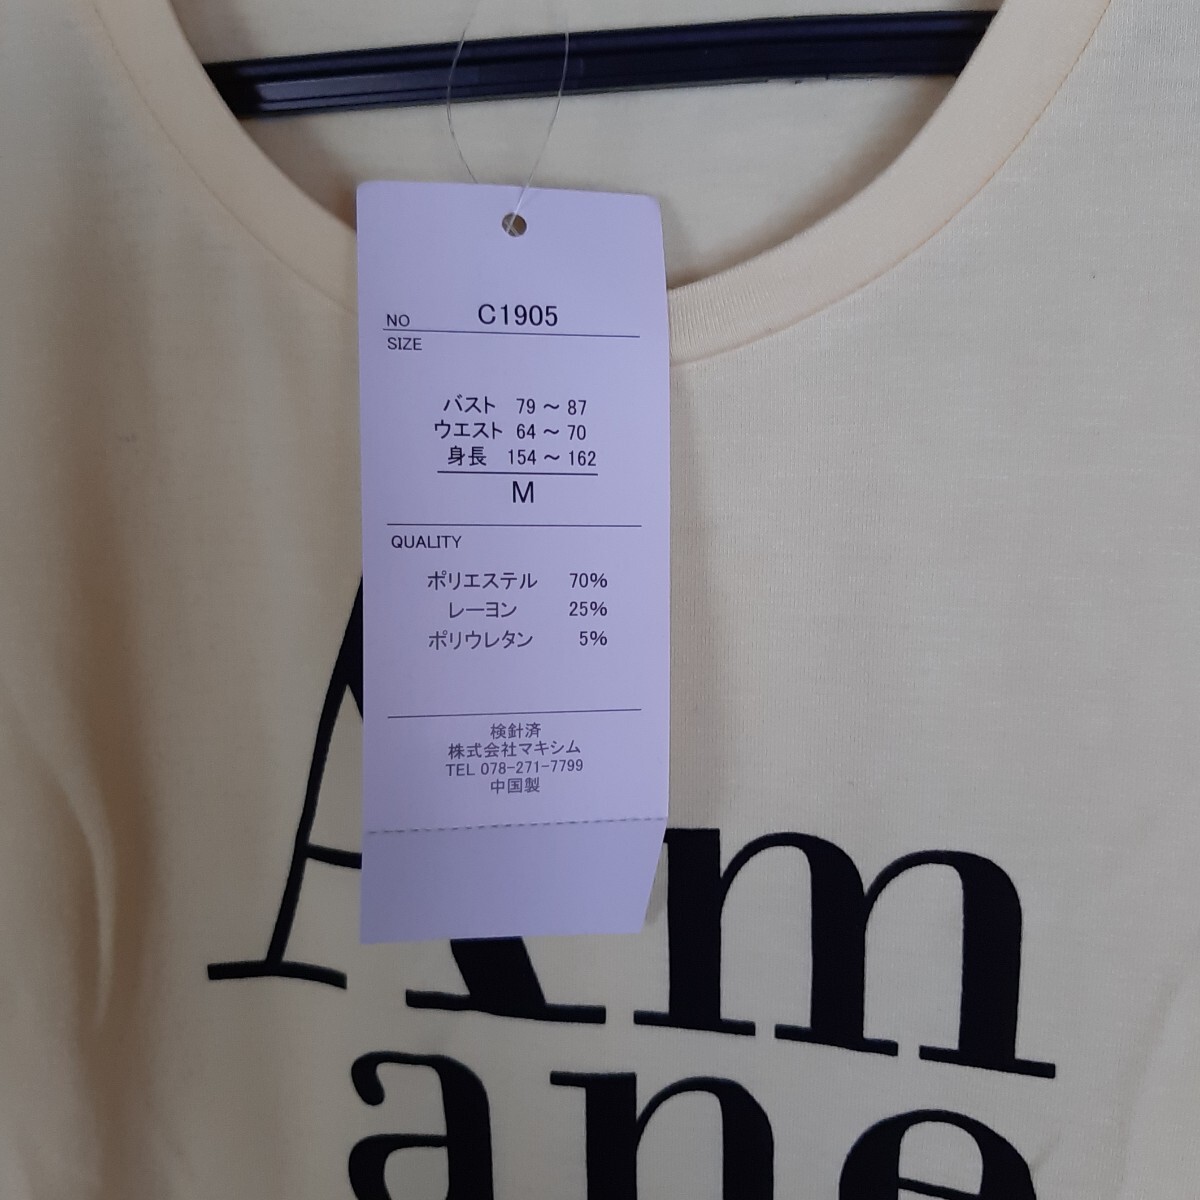 NO C1905
SIZE
バスト 79 ～ 87
ウエスト 64 ～ 70
身長 154 ～ 162
M
QUALITY
ポリエステル 70%
レーヨン 25%
ポリウレタン 5%
検針済
株式会社マキシム
TEL 078-271-7799
中国製
Am
ane